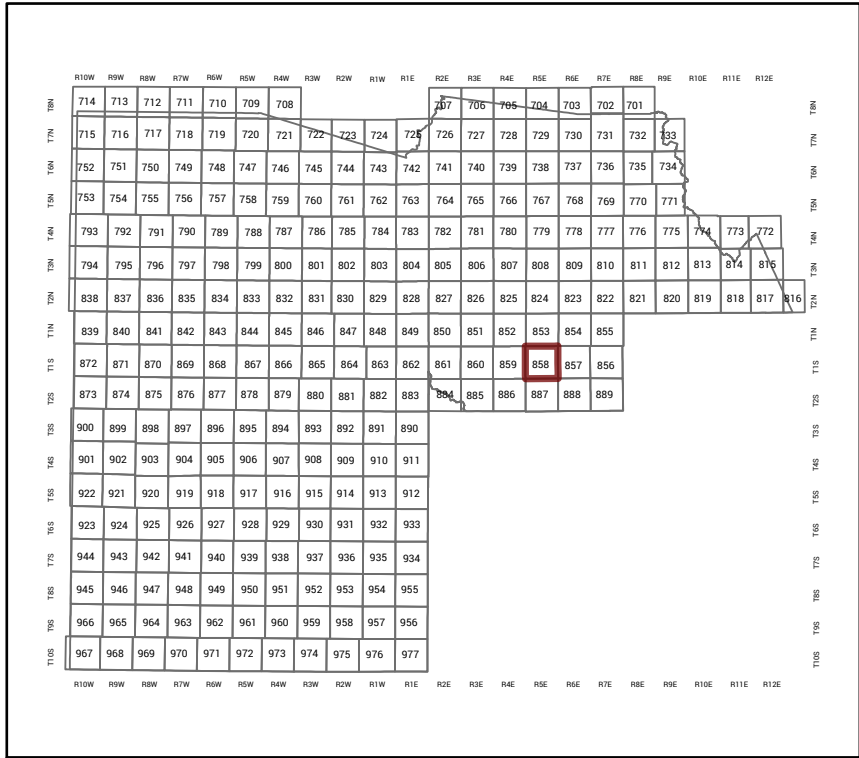 R10W R9W R8W R7W R6W R5W R4W R3W R2W R1W R1E R2E R3E R4E R5E R6E R7E R8E R9E R10E R11E R12E
T8N 714 713 712 711 710 709 708 707 706 705 704 703 702 701 T8N
T7N 715 716 717 718 719 720 721 722 723 724 725 726 727 728 729 730 731 732 733 T7N
T6N 752 751 750 749 748 747 746 745 744 743 742 741 740 739 738 737 736 735 734 T6N
T5N 753 754 755 756 757 758 759 760 761 762 763 764 765 766 767 768 769 770 771 T5N
T4N 793 792 791 790 789 788 787 786 785 784 783 782 781 780 779 778 777 776 775 774 773 772 T4N
T3N 794 795 796 797 798 799 800 801 802 803 804 805 806 807 808 809 810 811 812 813 814 815 T3N
T2N 838 837 836 835 834 833 832 831 830 829 828 827 826 825 824 823 822 821 820 819 818 817 816 T2N
T1N 839 840 841 842 843 844 845 846 847 848 849 850 851 852 853 854 855 T1N
T1S 872 871 870 869 868 867 866 865 864 863 862 861 860 859 858 857 856 T1S
T2S 873 874 875 876 877 878 879 880 881 882 883 884 885 886 887 888 889 T2S
T3S 900 899 898 897 896 895 894 893 892 891 890 T3S
T4S 901 902 903 904 905 906 907 908 909 910 911 T4S
T5S 922 921 920 919 918 917 916 915 914 913 912 T5S
T6S 923 924 925 926 927 928 929 930 931 932 933 T6S
T7S 944 943 942 941 940 939 938 937 936 935 934 T7S
T8S 945 946 947 948 949 950 951 952 953 954 955 T8S
T9S 966 965 964 963 962 961 960 959 958 957 956 T9S
T10S 967 968 969 970 971 972 973 974 975 976 977 T10S
R10W R9W R8W R7W R6W R5W R4W R3W R2W R1W R1E R2E R3E R4E R5E R6E R7E R8E R9E R10E R11E R12E